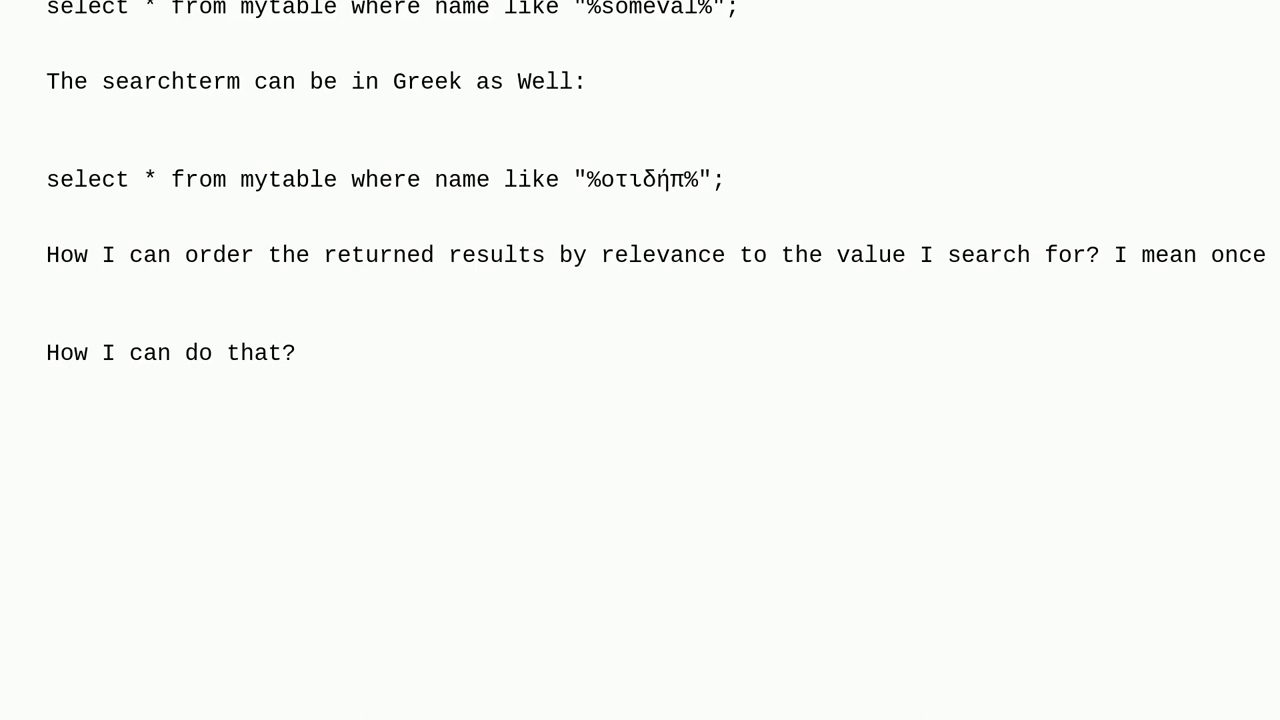 select * from mytable where name like "%someval%";
The searchterm can be in Greek as Well:
select * from mytable where name like "%οτιδήπ%";
How I can order the returned results by relevance to the value I search for? I mean once
How I can do that?